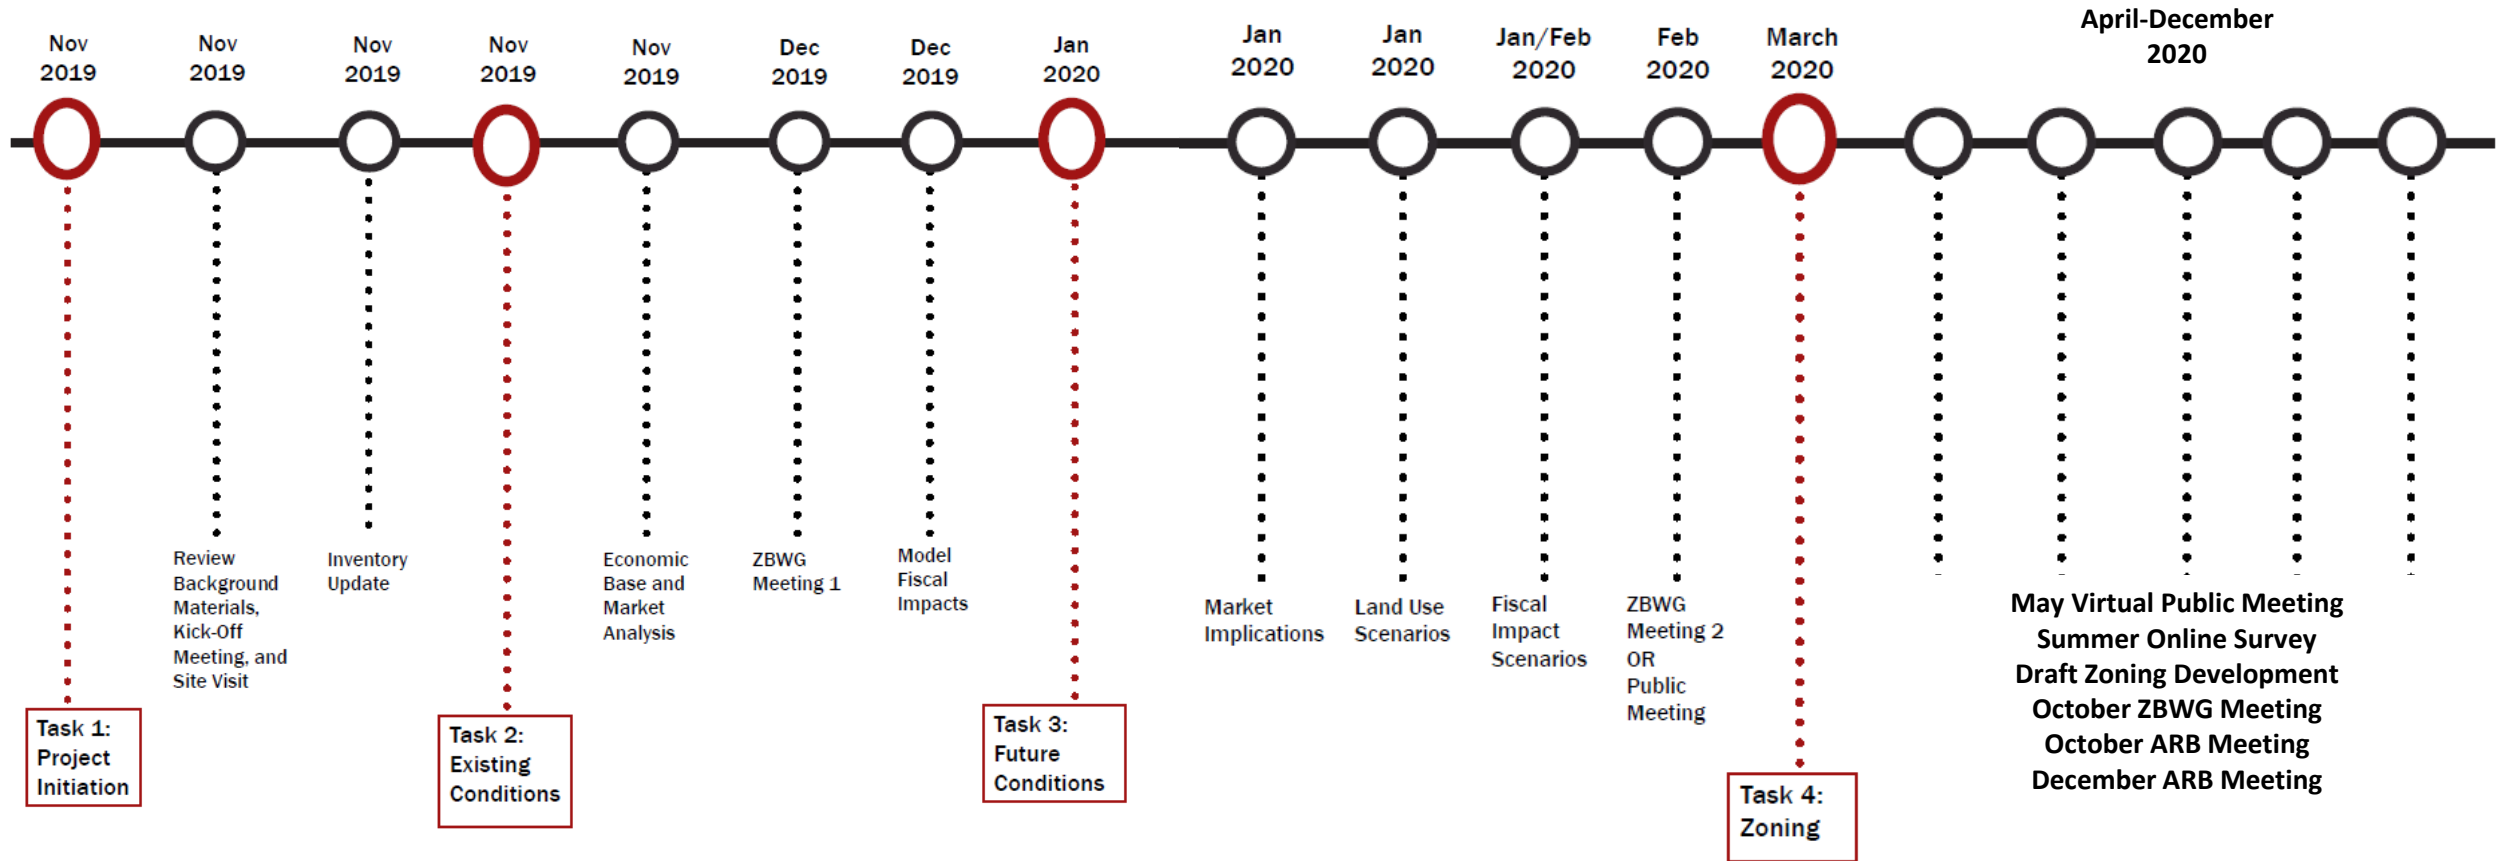 Nov
2019
Nov
2019
Nov
2019
Nov
2019
Nov
2019
Dec
2019
Dec
2019
Jan
2020
Jan
2020
Jan
2020
Jan/Feb
2020
Feb
2020
March
2020
April-December
2020
Review
Background
Materials,
Kick-Off
Meeting, and
Site Visit
Inventory
Update
Economic
Base and
Market
Analysis
ZBWG
Meeting 1
Model
Fiscal
Impacts
Market
Implications
Land Use
Scenarios
Fiscal
Impact
Scenarios
ZBWG
Meeting 2
OR
Public
Meeting
May Virtual Public Meeting
Summer Online Survey
Draft Zoning Development
October ZBWG Meeting
October ARB Meeting
December ARB Meeting
Task 1:
Project
Initiation
Task 2:
Existing
Conditions
Task 3:
Future
Conditions
Task 4:
Zoning